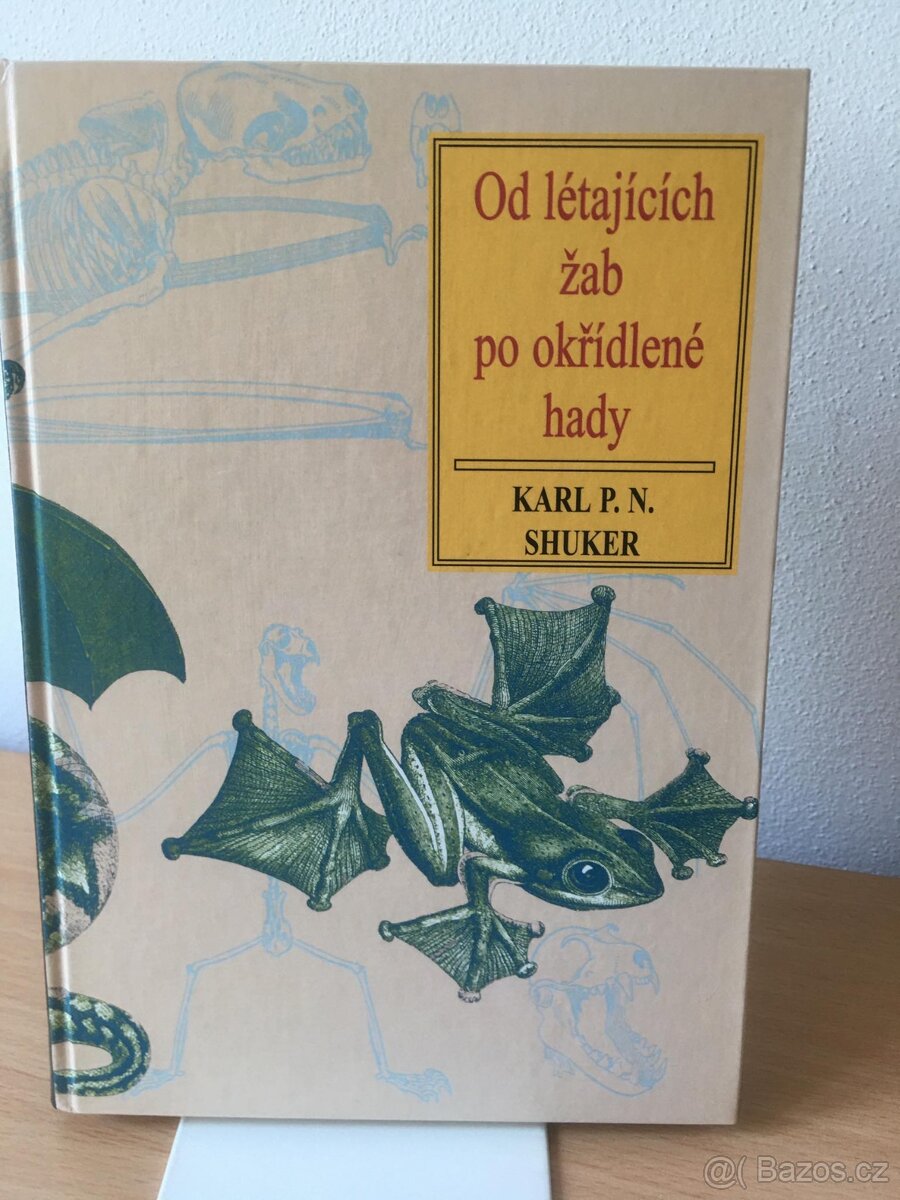 Od létajících
žab
po okřídlené
hady
KARL P. N.
SHUKER
@( Bazos.cz